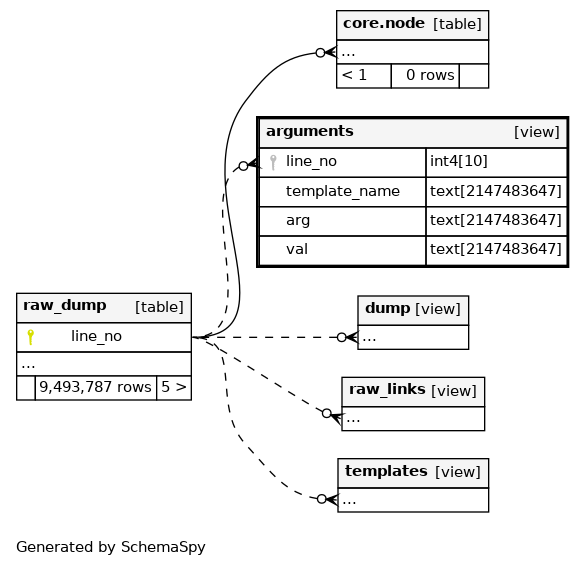 core.node [table]
...
< 1 0 rows
arguments [view]
line_no int4[10]
template_name text[2147483647]
arg text[2147483647]
val text[2147483647]
raw_dump [table]
line_no
...
9,493,787 rows 5 >
dump [view]
...
raw_links [view]
...
templates [view]
...
Generated by SchemaSpy